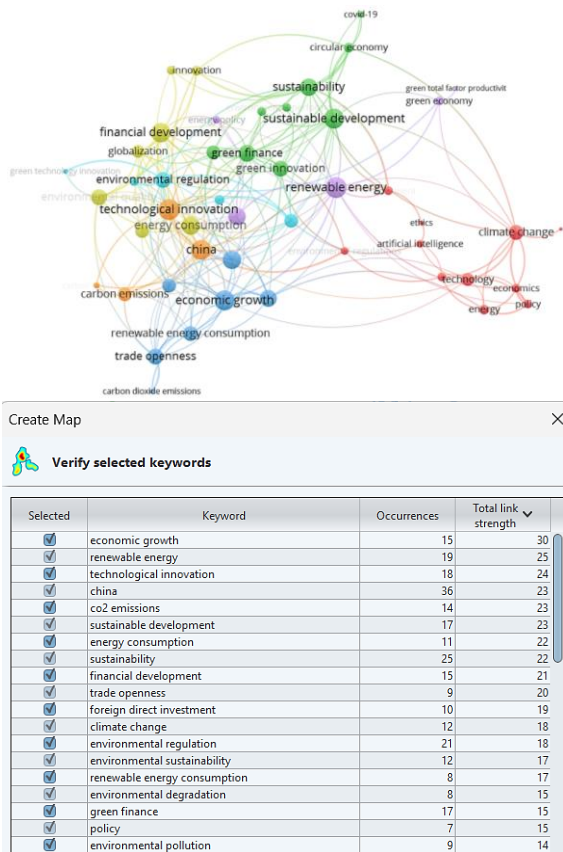 covid-19
circular economy
innovation
sustainability
green total factor productivit
green economy
energy policy
sustainable development
financial development
globalization
green finance
green innovation
green technology innovation
environmental regulation
renewable energy
technological innovation
energy consumption
ethics
climate change
artificial intelligence
china
technology
carbon emissions
economics
economic growth
policy
energy
renewable energy consumption
trade openness
carbon dioxide emissions
Create Map
Verify selected keywords
Selected Keyword Occurrences Total link strength
economic growth 15 30
renewable energy 19 25
technological innovation 18 24
china 36 23
co2 emissions 14 23
sustainable development 17 23
energy consumption 11 22
sustainability 25 22
financial development 15 21
trade openness 9 20
foreign direct investment 10 19
climate change 12 18
environmental regulation 21 18
environmental sustainability 12 17
renewable energy consumption 8 17
environmental degradation 8 15
green finance 17 15
policy 7 15
environmental pollution 9 14